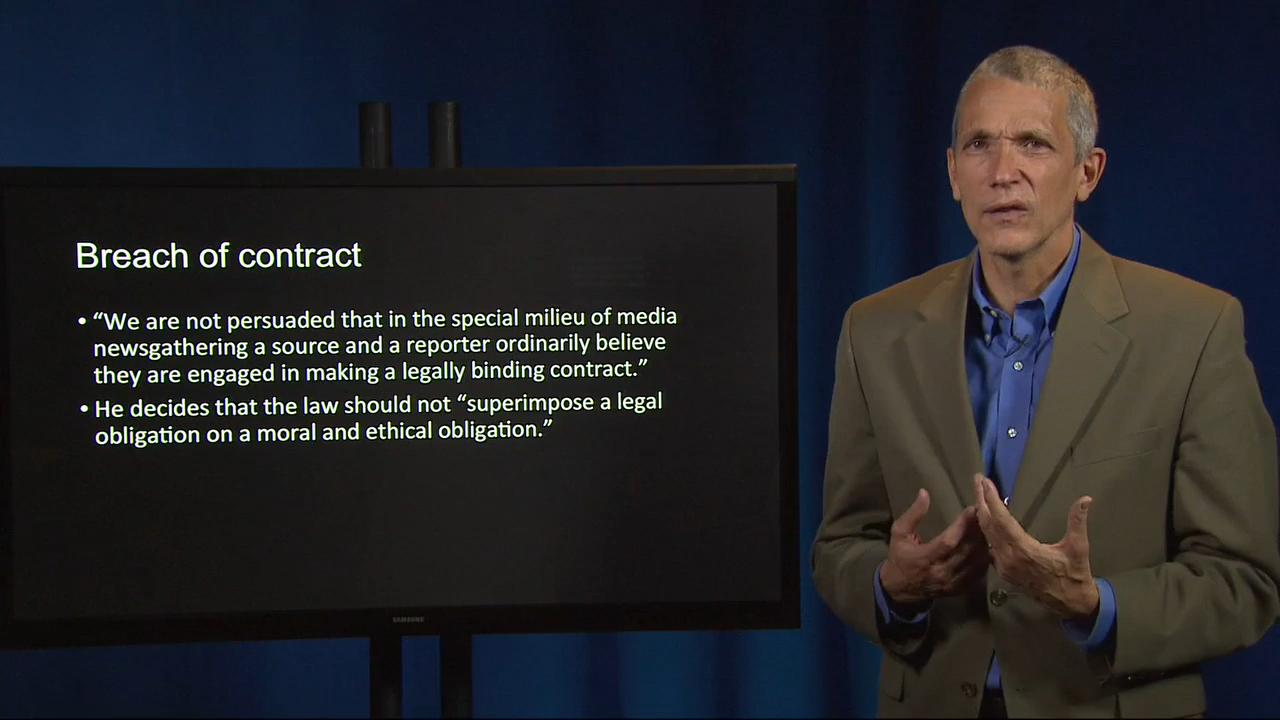 Breach of contract
• “We are not persuaded that in the special milieu of media
newsgathering a source and a reporter ordinarily believe
they are engaged in making a legally binding contract.”
• He decides that the law should not “superimpose a legal
obligation on a moral and ethical obligation.”
SAMSUNG